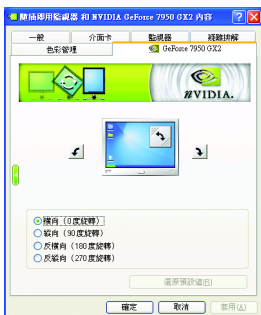 隨插即用監視器 和 NVIDIA GeForce 7950 GX2 內容
一般 介面卡 監視器 疑難排解
色彩管理 GeForce 7950 GX2
NVIDIA.
橫向 (0度旋轉)
縱向 (90度旋轉)
反橫向 (180度旋轉)
反縱向 (270度旋轉)
還原預設值(R)
確定 取消 套用(A)